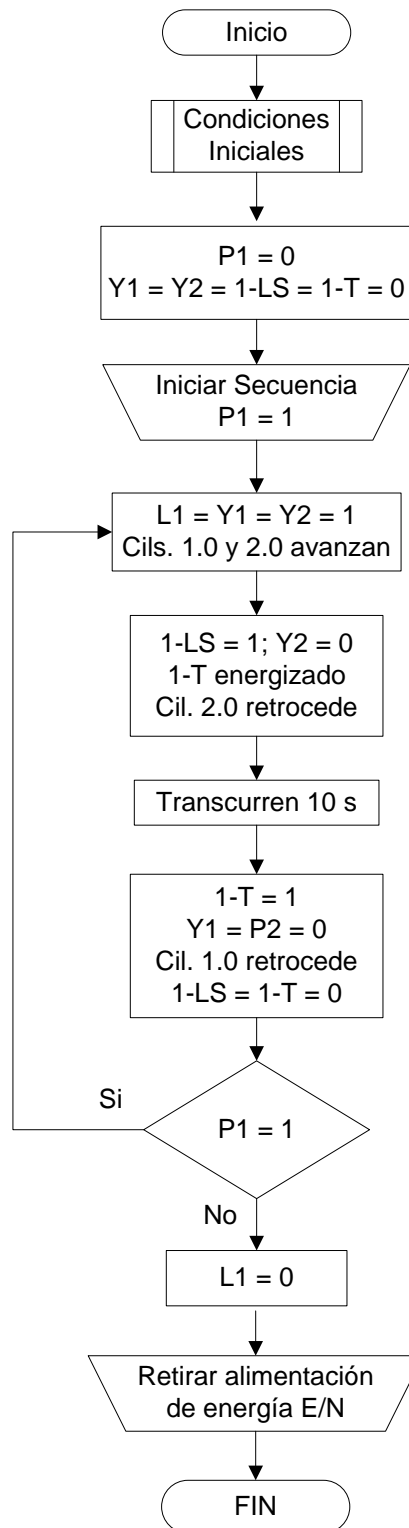 Inicio
Condiciones
Iniciales
P1 = 0
Y1 = Y2 = 1-LS = 1-T = 0
Iniciar Secuencia
P1 = 1
L1 = Y1 = Y2 = 1
Cils. 1.0 y 2.0 avanzan
1-LS = 1; Y2 = 0
1-T energizado
Cil. 2.0 retrocede
Transcurren 10 s
1-T = 1
Y1 = P2 = 0
Cil. 1.0 retrocede
1-LS = 1-T = 0
Si
P1 = 1
No
L1 = 0
Retirar alimentación
de energía E/N
FIN